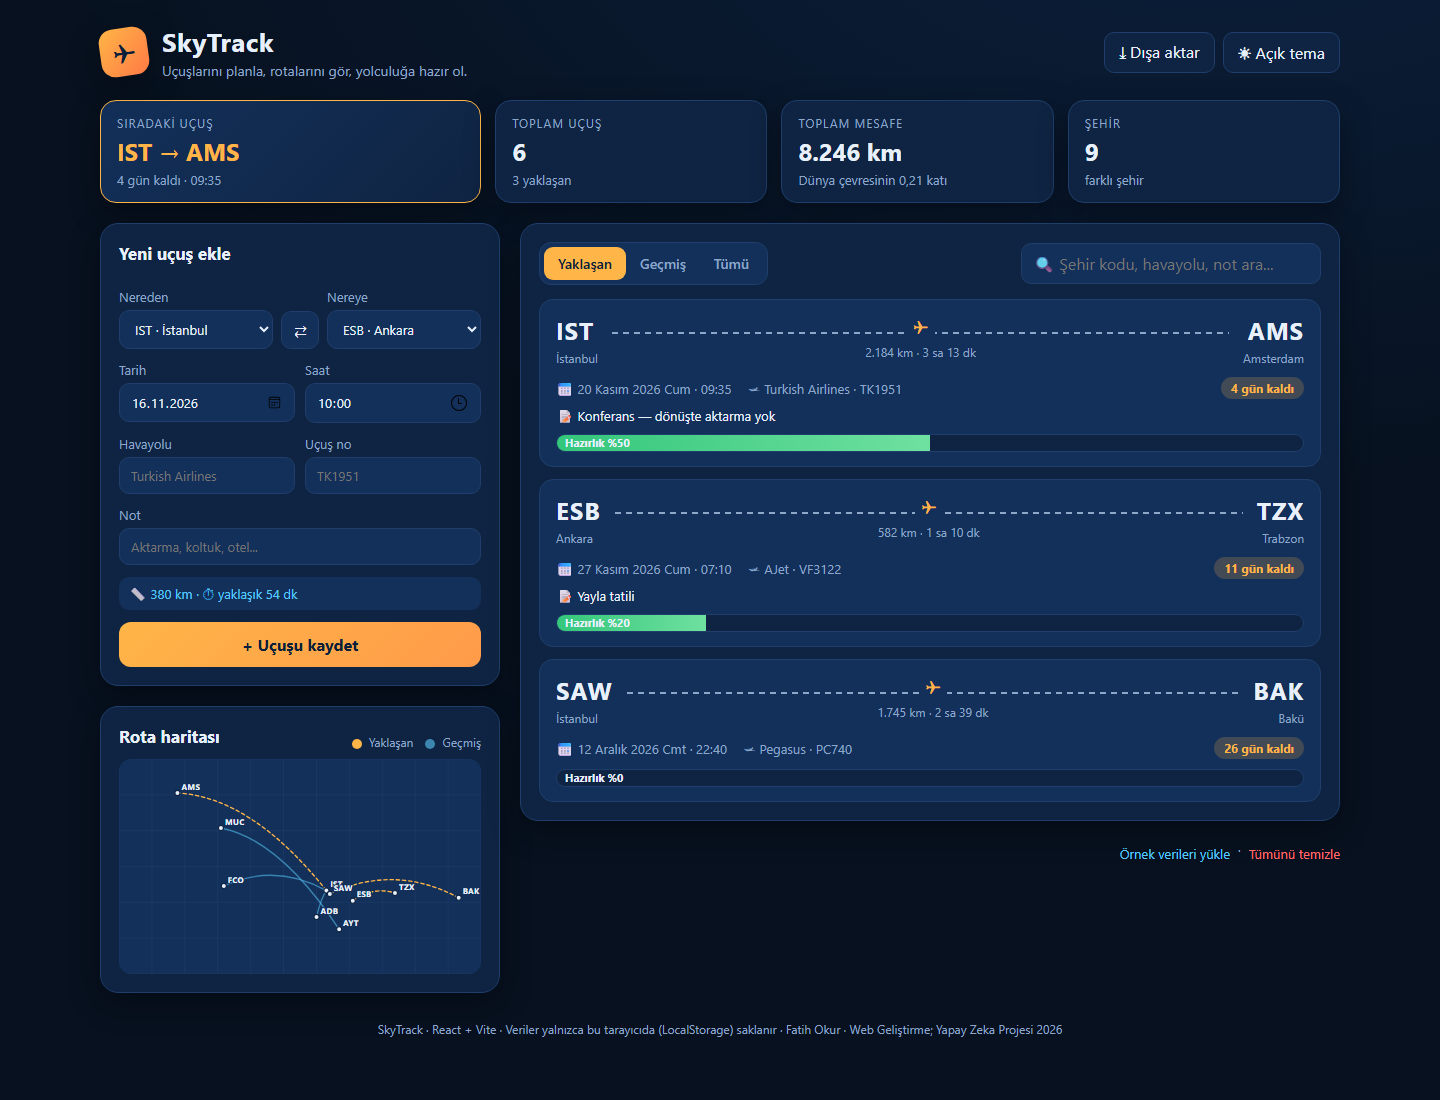 SkyTrack
Uçuşlarını planla, rotalarını gör, yolculuğa hazır ol.
⤓ Dışa aktar
☀ Açık tema
SIRADAKİ UÇUŞ
IST → AMS
4 gün kaldı · 09:35
TOPLAM UÇUŞ
6
3 yaklaşan
TOPLAM MESAFE
8.246 km
Dünya çevresinin 0,21 katı
ŞEHİR
9
farklı şehir
Yeni uçuş ekle
Nereden
Nereye
IST · İstanbul
⇄
ESB · Ankara
Tarih
Saat
16.11.2026
10:00
Havayolu
Uçuş no
Turkish Airlines
TK1951
Not
Aktarma, koltuk, otel...
380 km · ⏱ yaklaşık 54 dk
+ Uçuşu kaydet
Rota haritası
Yaklaşan
Geçmiş
AMS
MUC
FCO
IST
SAW
ESB
TZX
BAK
ADB
AYT
Yaklaşan
Geçmiş
Tümü
Şehir kodu, havayolu, not ara...
IST
AMS
2.184 km · 3 sa 13 dk
İstanbul
Amsterdam
20 Kasım 2026 Cum · 09:35
Turkish Airlines · TK1951
4 gün kaldı
Konferans — dönüşte aktarma yok
Hazırlık %50
ESB
TZX
582 km · 1 sa 10 dk
Ankara
Trabzon
27 Kasım 2026 Cum · 07:10
AJet · VF3122
11 gün kaldı
Yayla tatili
Hazırlık %20
SAW
BAK
1.745 km · 2 sa 39 dk
İstanbul
Bakü
12 Aralık 2026 Cmt · 22:40
Pegasus · PC740
26 gün kaldı
Hazırlık %0
Örnek verileri yükle · Tümünü temizle
SkyTrack · React + Vite · Veriler yalnızca bu tarayıcıda (LocalStorage) saklanır · Fatih Okur · Web Geliştirme; Yapay Zeka Projesi 2026